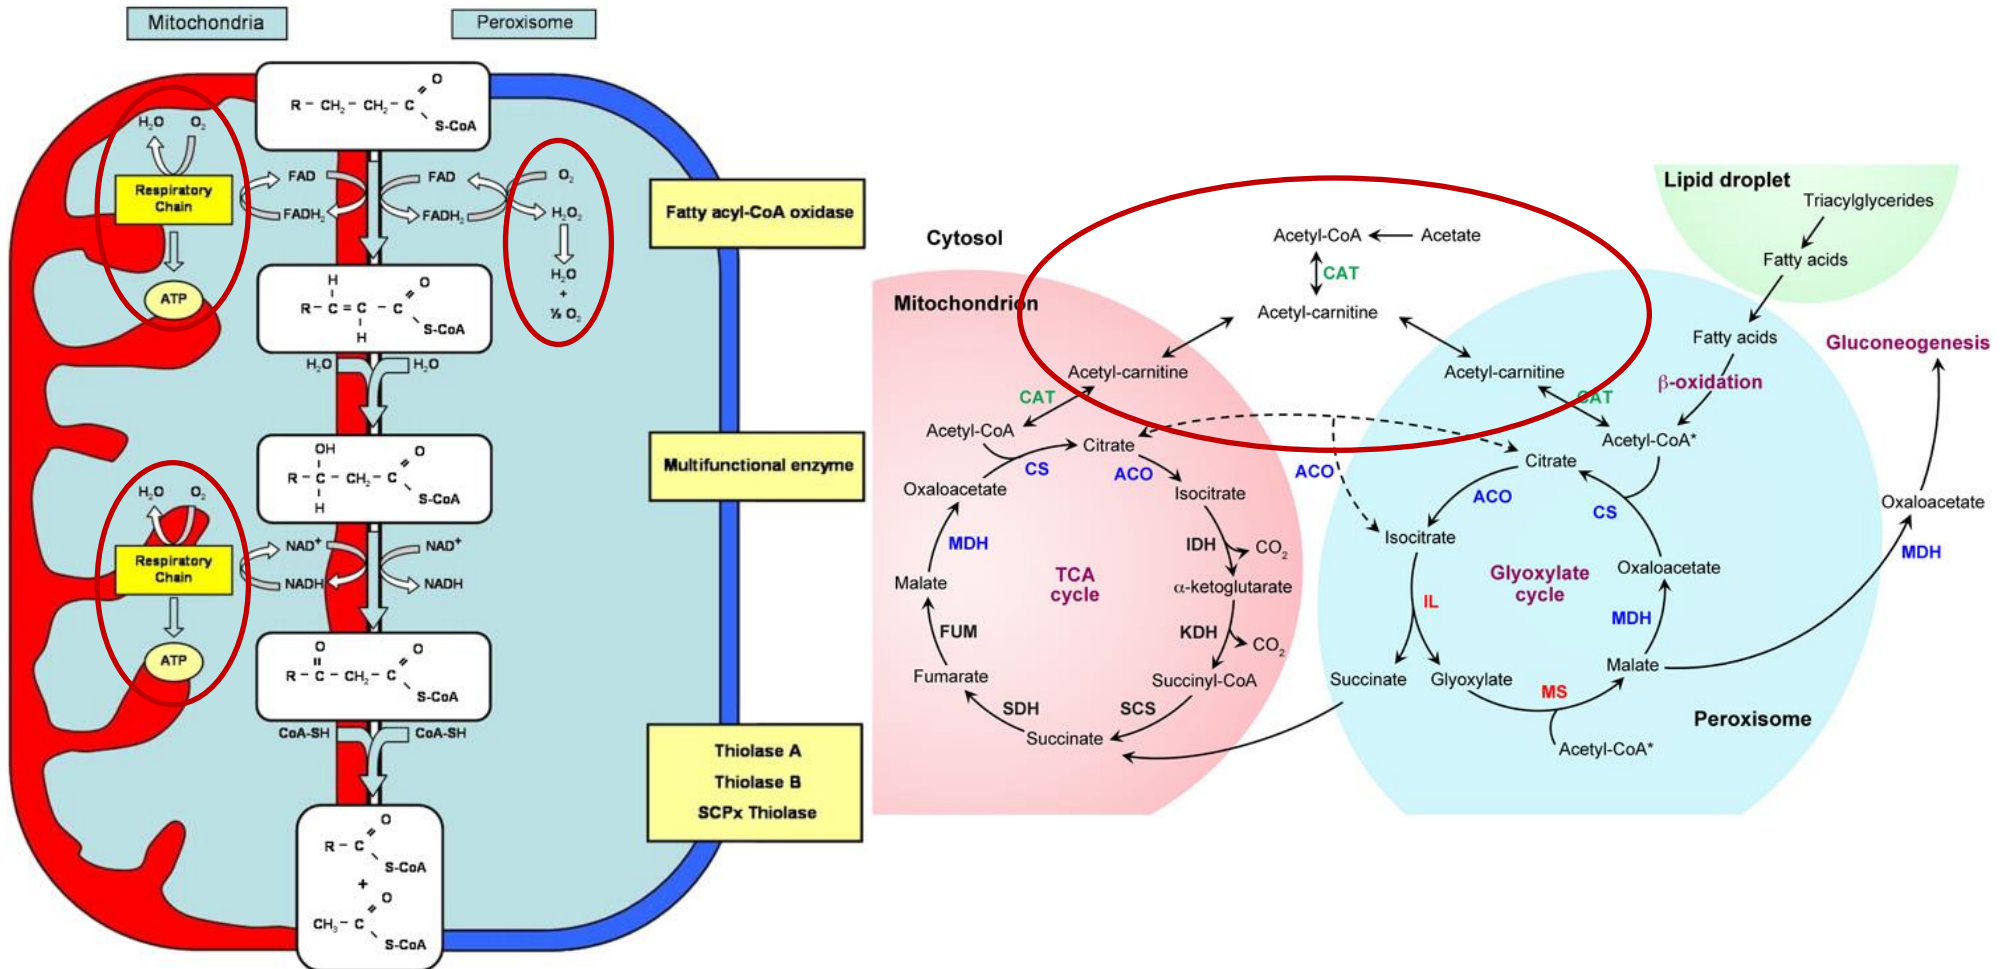 Mitochondria
Peroxisome
O
R – CH2 – CH2 – C
S-CoA
H2O O2
Respiratory
Chain
ATP
FAD
FADH2
FAD
FADH2
O2
H2O2
H2O
+
½ O2
Fatty acyl-CoA oxidase
H
O
R – C = C – C
S-CoA
H
H2O
H2O
OH
O
R – C – CH2 – C
S-CoA
H
Multifunctional enzyme
H2O O2
Respiratory
Chain
ATP
NAD+
NADH
NAD+
NADH
O
O
R – C – CH2 – C
S-CoA
CoA-SH
CoA-SH
Thiolase A
Thiolase B
SCPx Thiolase
O
R – C
S-CoA
+
O
CH3 – C
S-CoA
Cytosol
Acetyl-CoA
Acetate
CAT
Acetyl-carnitine
Mitochondrion
Acetyl-carnitine
CAT
Acetyl-CoA
Citrate
CS
ACO
Oxaloacetate
Isocitrate
MDH
IDH
CO2
Malate
TCA
cycle
α-ketoglutarate
FUM
KDH
CO2
Fumarate
Succinyl-CoA
SDH
SCS
Succinate
ACO
Lipid droplet
Triacylglycerides
Fatty acids
Fatty acids
Gluconeogenesis
Acetyl-carnitine
β-oxidation
CAT
Acetyl-CoA*
Citrate
ACO
CS
Isocitrate
Oxaloacetate
MDH
Glyoxylate
cycle
Oxaloacetate
IL
MDH
Malate
Succinate
Glyoxylate
MS
Peroxisome
Acetyl-CoA*